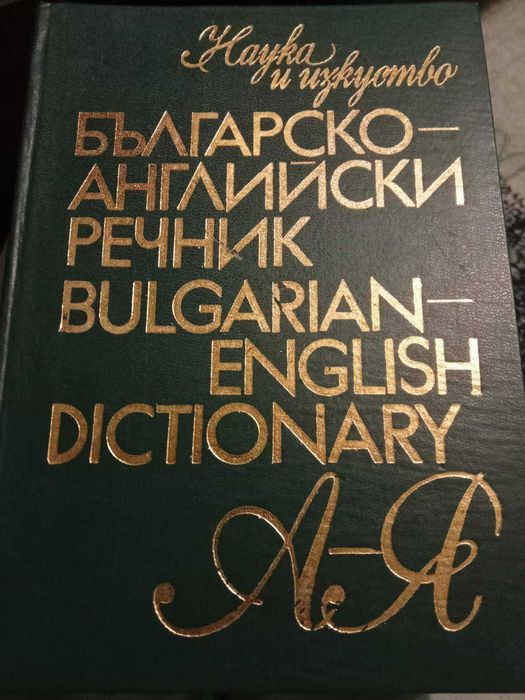 Наука
и изкуство
БЪЛГАРСКО–
АНГЛИЙСКИ
РЕЧНИК
BULGARIAN–
ENGLISH
DICTIONARY
А–Я